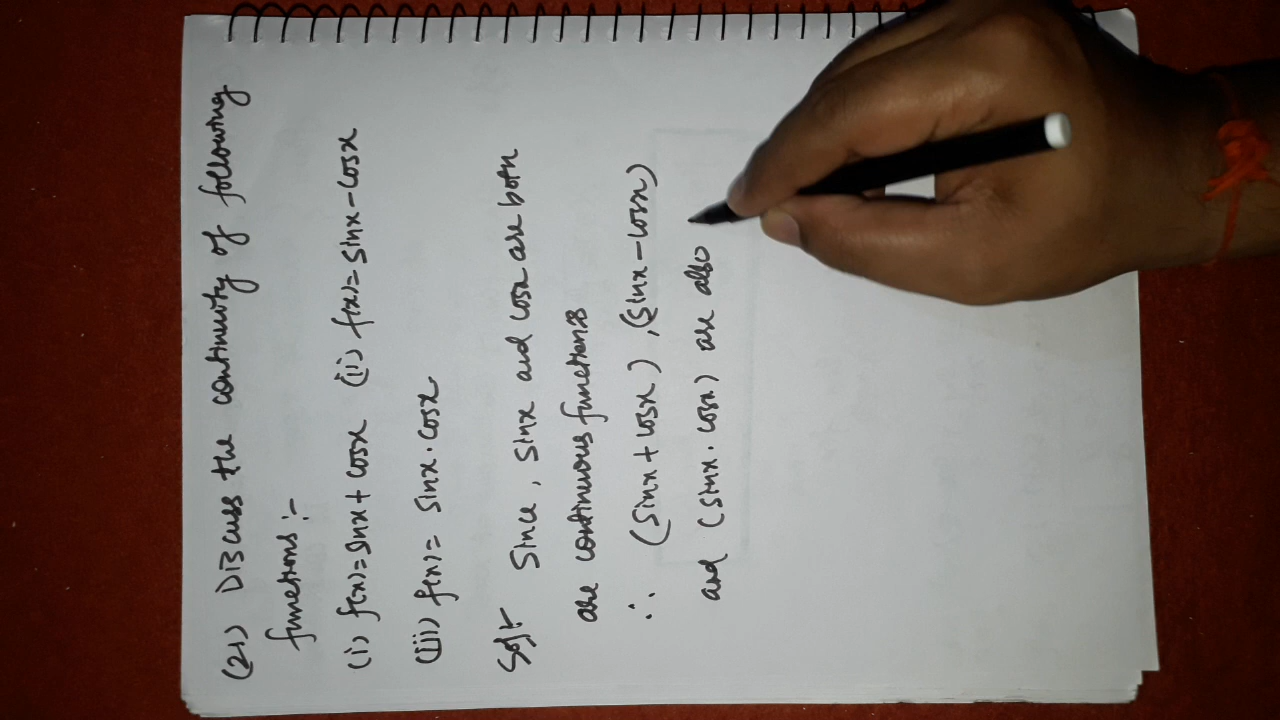 (21) Discuss the continuity of following
functions :-
(i) f(x) = sinx + cosx (ii) f(x) = sinx - cosx
(iii) f(x) = sinx . cosx
Solⁿ Since, sinx and cosx are both
are continuous functions
∴ (sinx + cosx) , (sinx - cosx)
and (sinx . cosx) are also